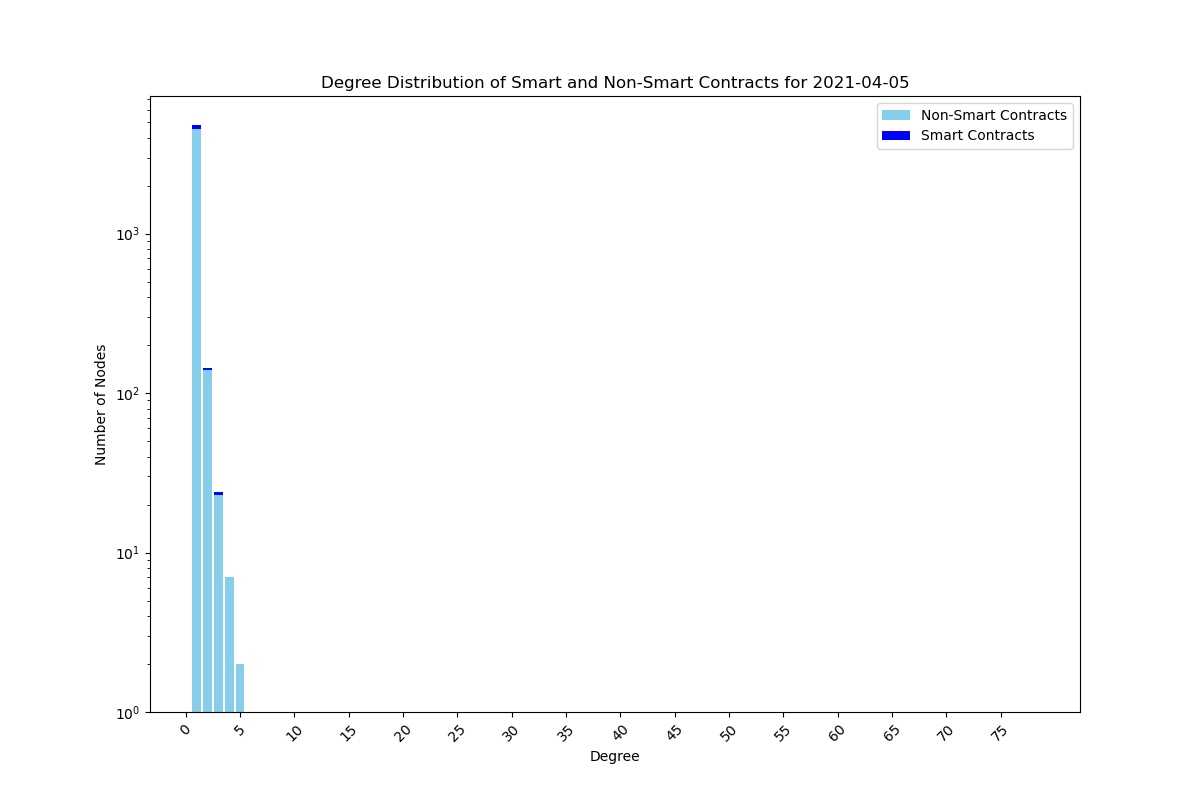 Degree Distribution of Smart and Non-Smart Contracts for 2021-04-05
Non-Smart Contracts
Smart Contracts
Number of Nodes
10³
10²
10¹
10⁰
0 5 10 15 20 25 30 35 40 45 50 55 60 65 70 75
Degree